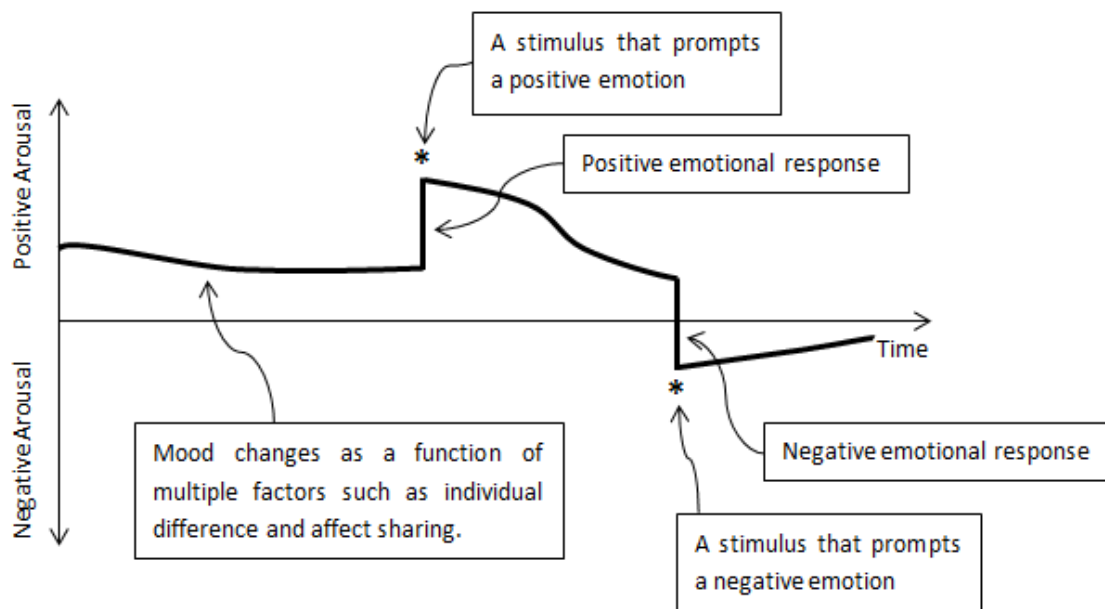 A stimulus that prompts
a positive emotion
Positive Arousal
*
Positive emotional response
Time
*
Negative Arousal
Negative emotional response
Mood changes as a function of
multiple factors such as individual
difference and affect sharing.
A stimulus that prompts
a negative emotion